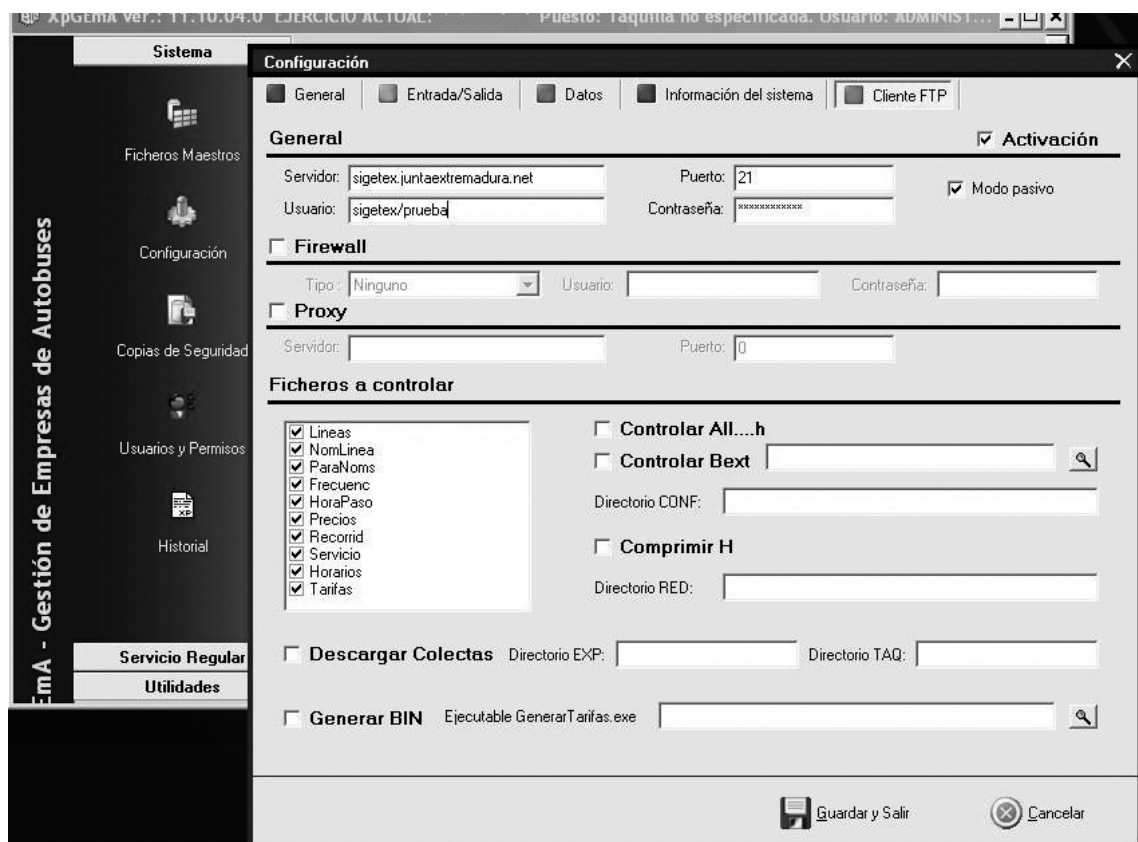 XpGEmA Ver.: 11.10.04.0 EJERCICIO ACTUAL: Puesto: Taquilla no especificada. Usuario: ADMINIST...
Sistema
Ficheros Maestros
Configuración
Copias de Seguridad
Usuarios y Permisos
Historial
Servicio Regular
Utilidades
EmA - Gestión de Empresas de Autobuses
Configuración
General Entrada/Salida Datos Información del sistema Cliente FTP
General Activación
Servidor: sigetex.juntaextremadura.net Puerto: 21 Modo pasivo
Usuario: sigetex/prueba Contraseña: xxxxxxxxxxxx
Firewall
Tipo : Ninguno Usuario: Contraseña:
Proxy
Servidor: Puerto: 0
Ficheros a controlar
Lineas
NomLinea
ParaNoms
Frecuenc
HoraPaso
Precios
Recorrid
Servicio
Horarios
Tarifas
Controlar All....h
Controlar Bext
Directorio CONF:
Comprimir H
Directorio RED:
Descargar Colectas Directorio EXP: Directorio TAQ:
Generar BIN Ejecutable GenerarTarifas.exe
Guardar y Salir Cancelar